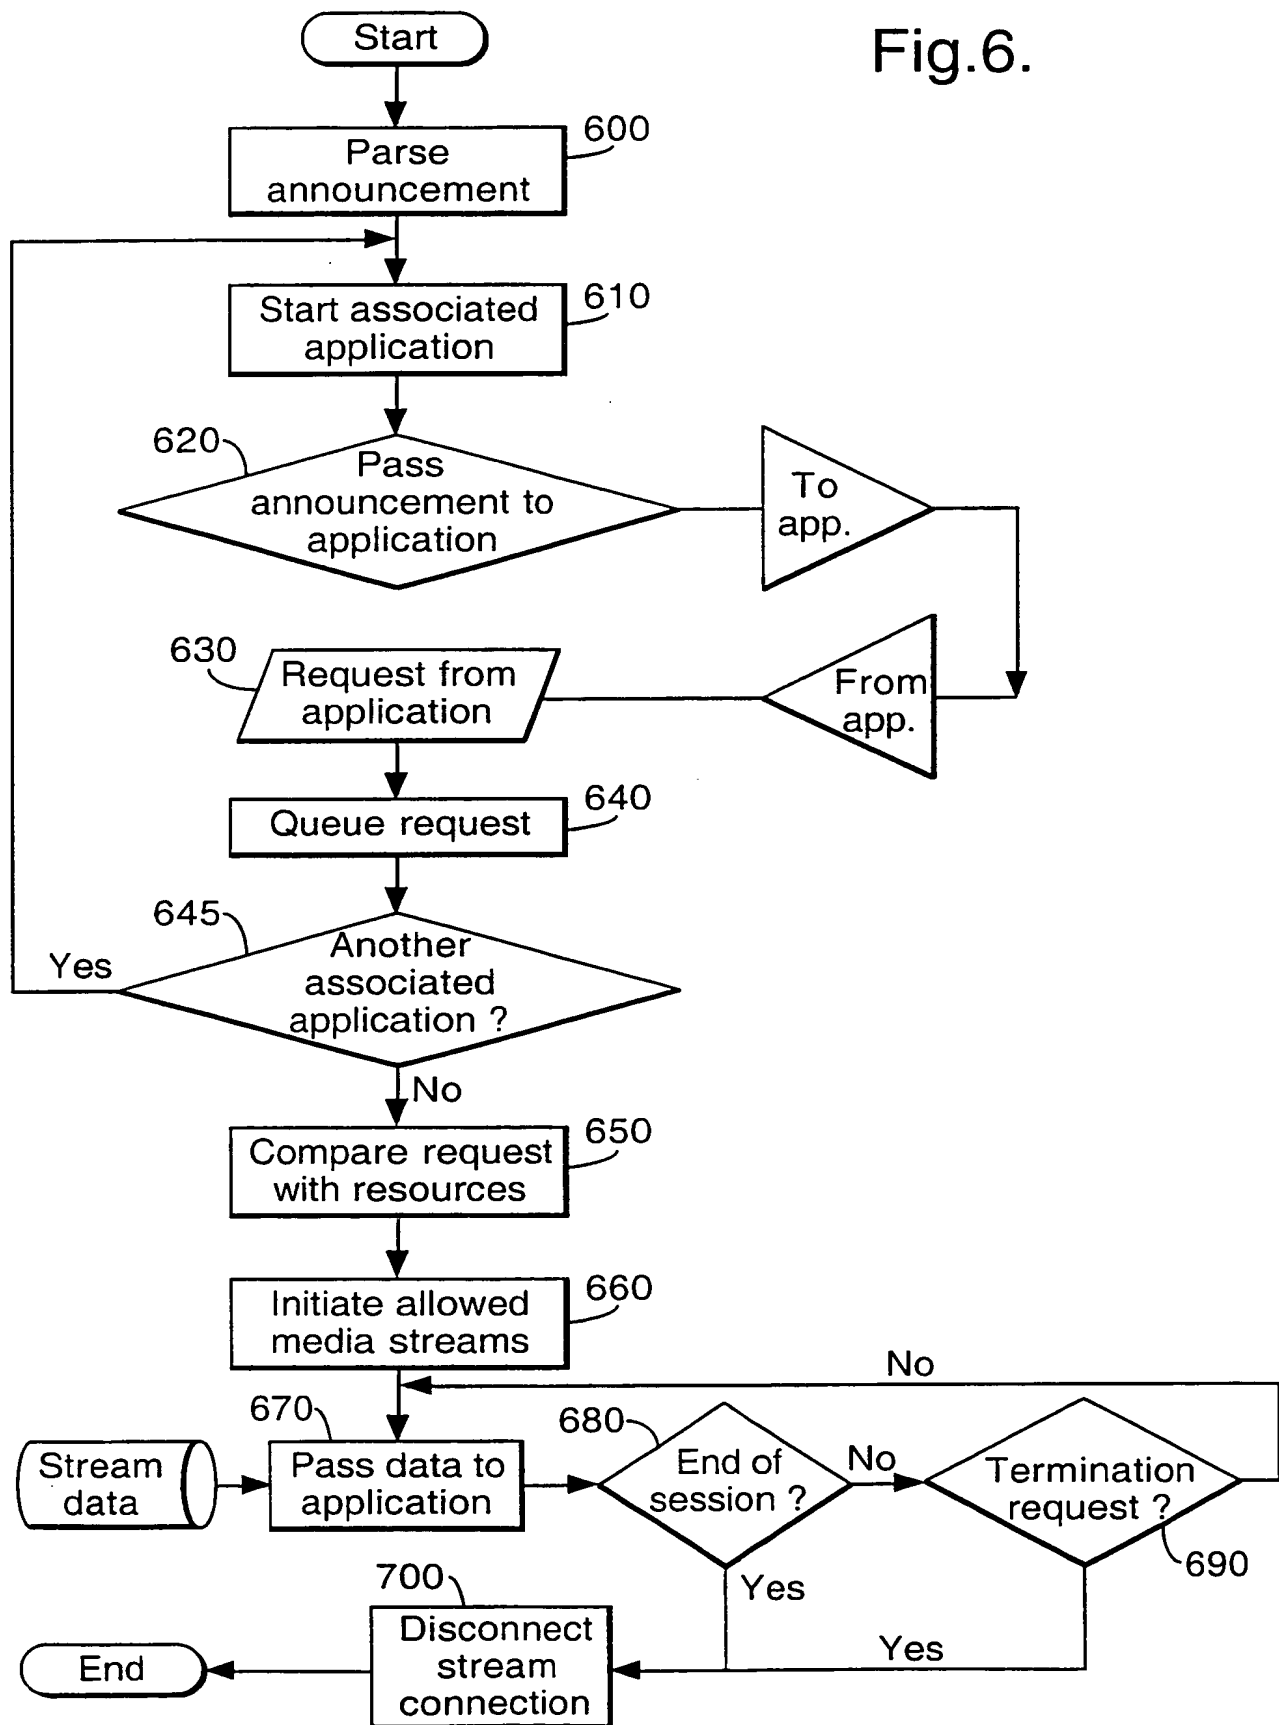 Fig.6.
Start
600
Parse
announcement
610
Start associated
application
620
Pass
announcement to
application
To
app.
630
Request from
application
From
app.
640
Queue request
645
Another
associated
application ?
Yes
No
650
Compare request
with resources
660
Initiate allowed
media streams
No
670
Stream
data
Pass data to
application
680
End of
session ?
No
Termination
request ?
690
Yes
Yes
700
Disconnect
stream
connection
End